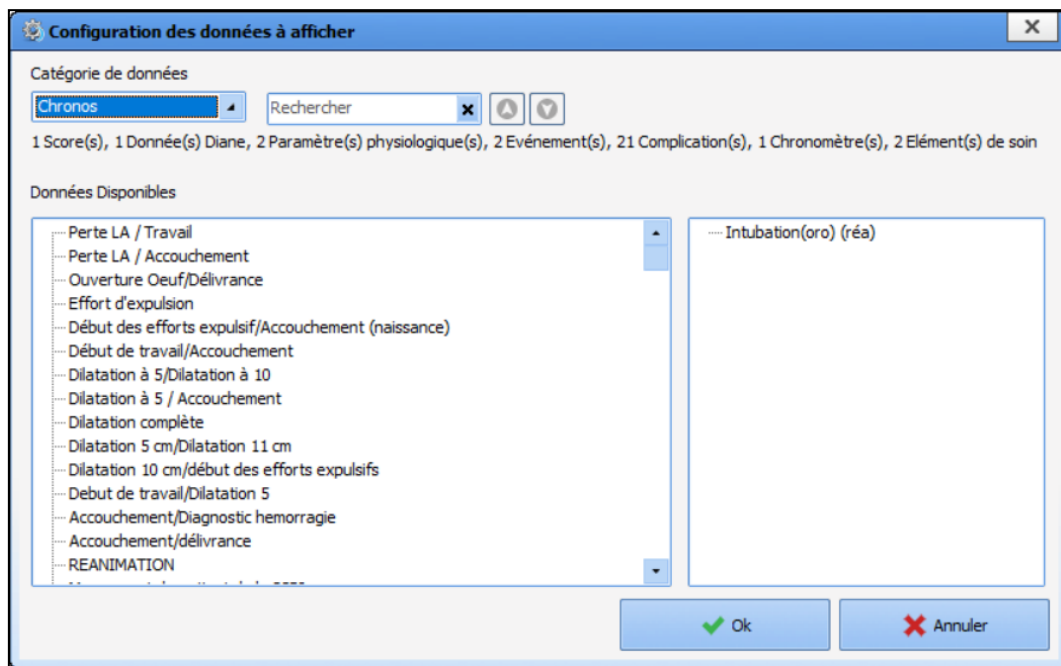 Configuration des données à afficher
Catégorie de données
Chronos
Rechercher
1 Score(s), 1 Donnée(s) Diane, 2 Paramètre(s) physiologique(s), 2 Evénement(s), 21 Complication(s), 1 Chronomètre(s), 2 Elément(s) de soin
Données Disponibles
Perte LA / Travail
Perte LA / Accouchement
Ouverture Oeuf/Délivrance
Effort d'expulsion
Début des efforts expulsif/Accouchement (naissance)
Début de travail/Accouchement
Dilatation à 5/Dilatation à 10
Dilatation à 5 / Accouchement
Dilatation complète
Dilatation 5 cm/Dilatation 11 cm
Dilatation 10 cm/début des efforts expulsifs
Debut de travail/Dilatation 5
Accouchement/Diagnostic hemorragie
Accouchement/délivrance
REANIMATION
Intubation(oro) (réa)
Ok
Annuler